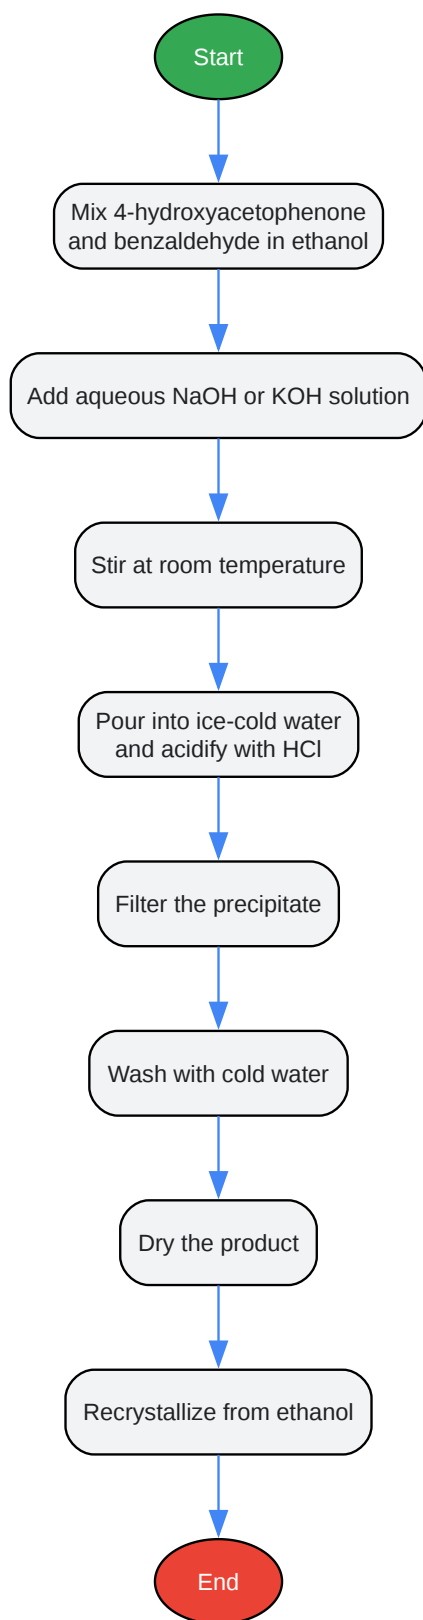 Start
Mix 4-hydroxyacetophenone
and benzaldehyde in ethanol
Add aqueous NaOH or KOH solution
Stir at room temperature
Pour into ice-cold water
and acidify with HCl
Filter the precipitate
Wash with cold water
Dry the product
Recrystallize from ethanol
End